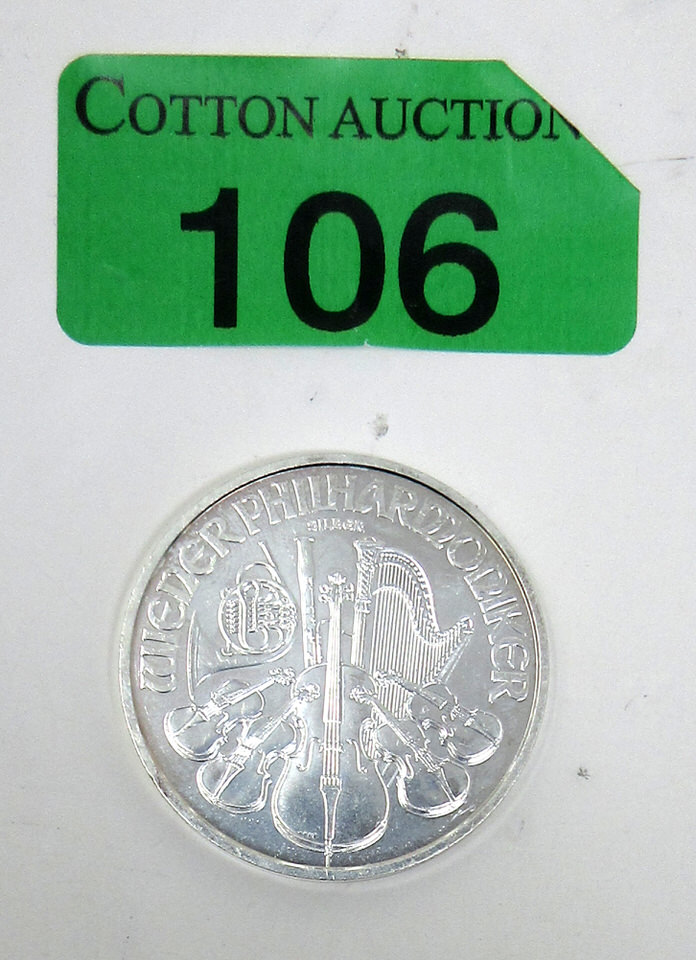 COTTON AUCTION
106
WIENER PHILHARMONIKER
SILBER